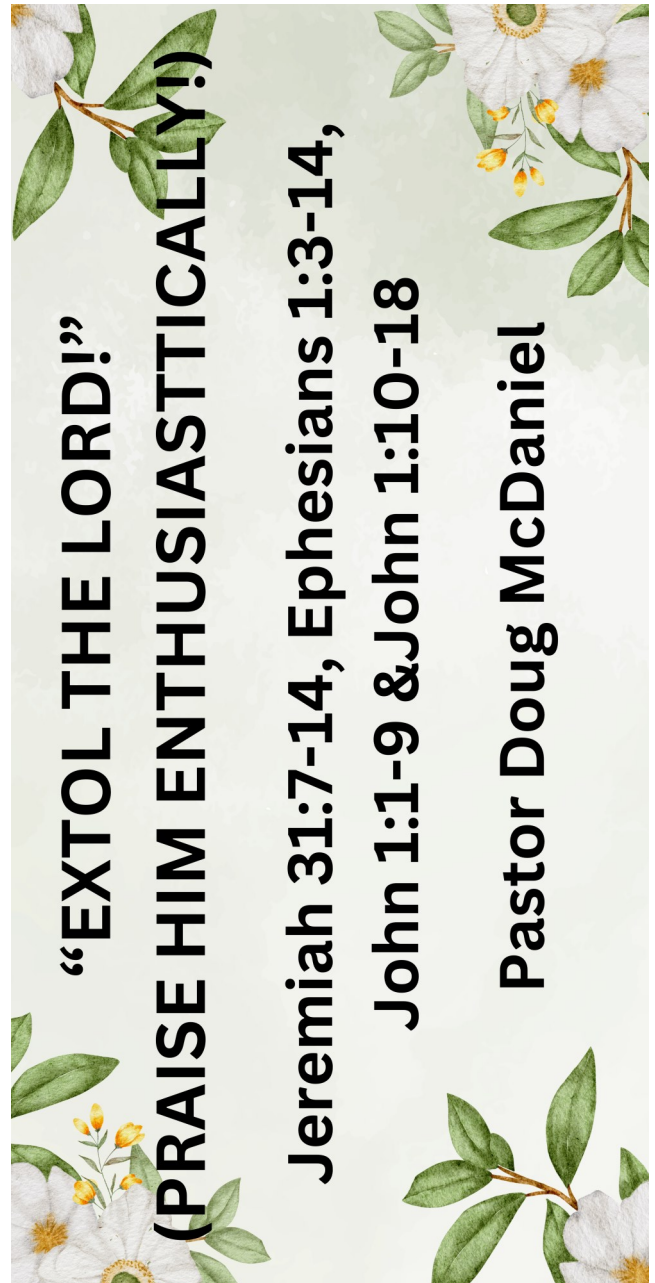 “EXTOL THE LORD!”
(PRAISE HIM ENTHUSIASTTICALLY!)
Jeremiah 31:7-14, Ephesians 1:3-14,
John 1:1-9 &John 1:10-18
Pastor Doug McDaniel